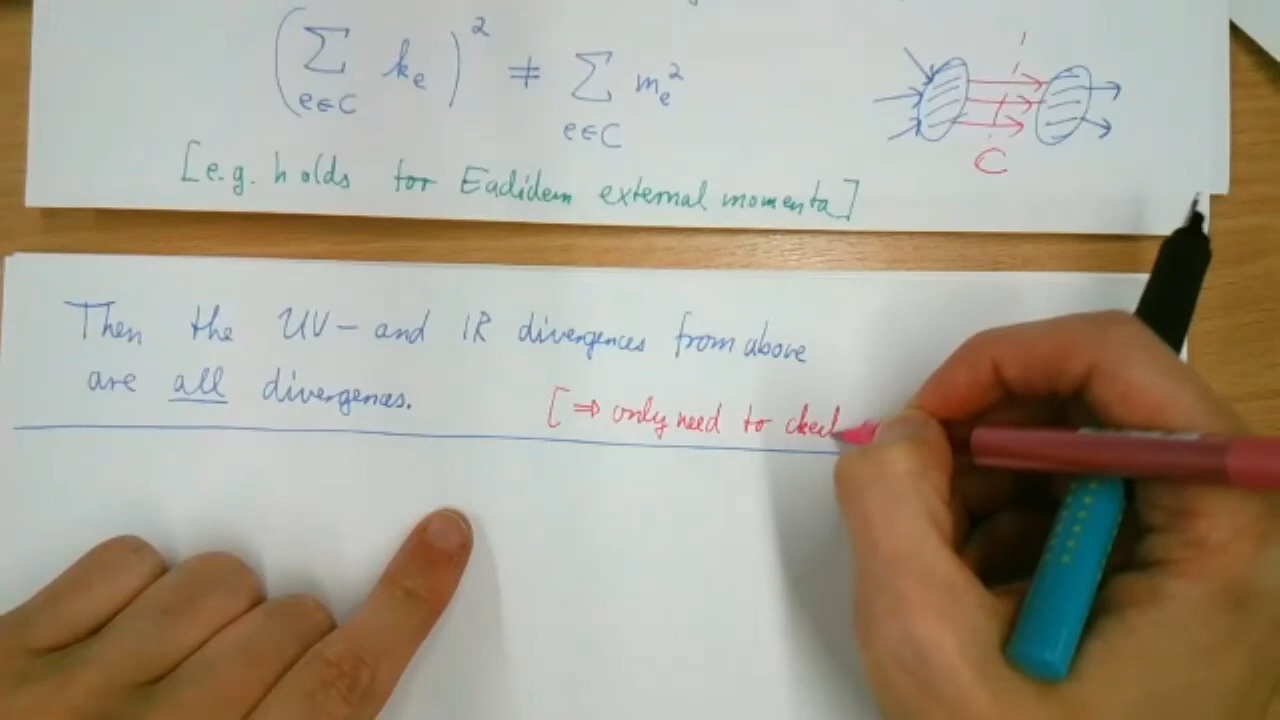 (∑ₑ∈C kₑ)² ≠ ∑ₑ∈C mₑ²
C
[e.g. holds for Euclidean external momenta]
Then the UV- and IR divergences from above
are all divergences. [⇒ only need to check